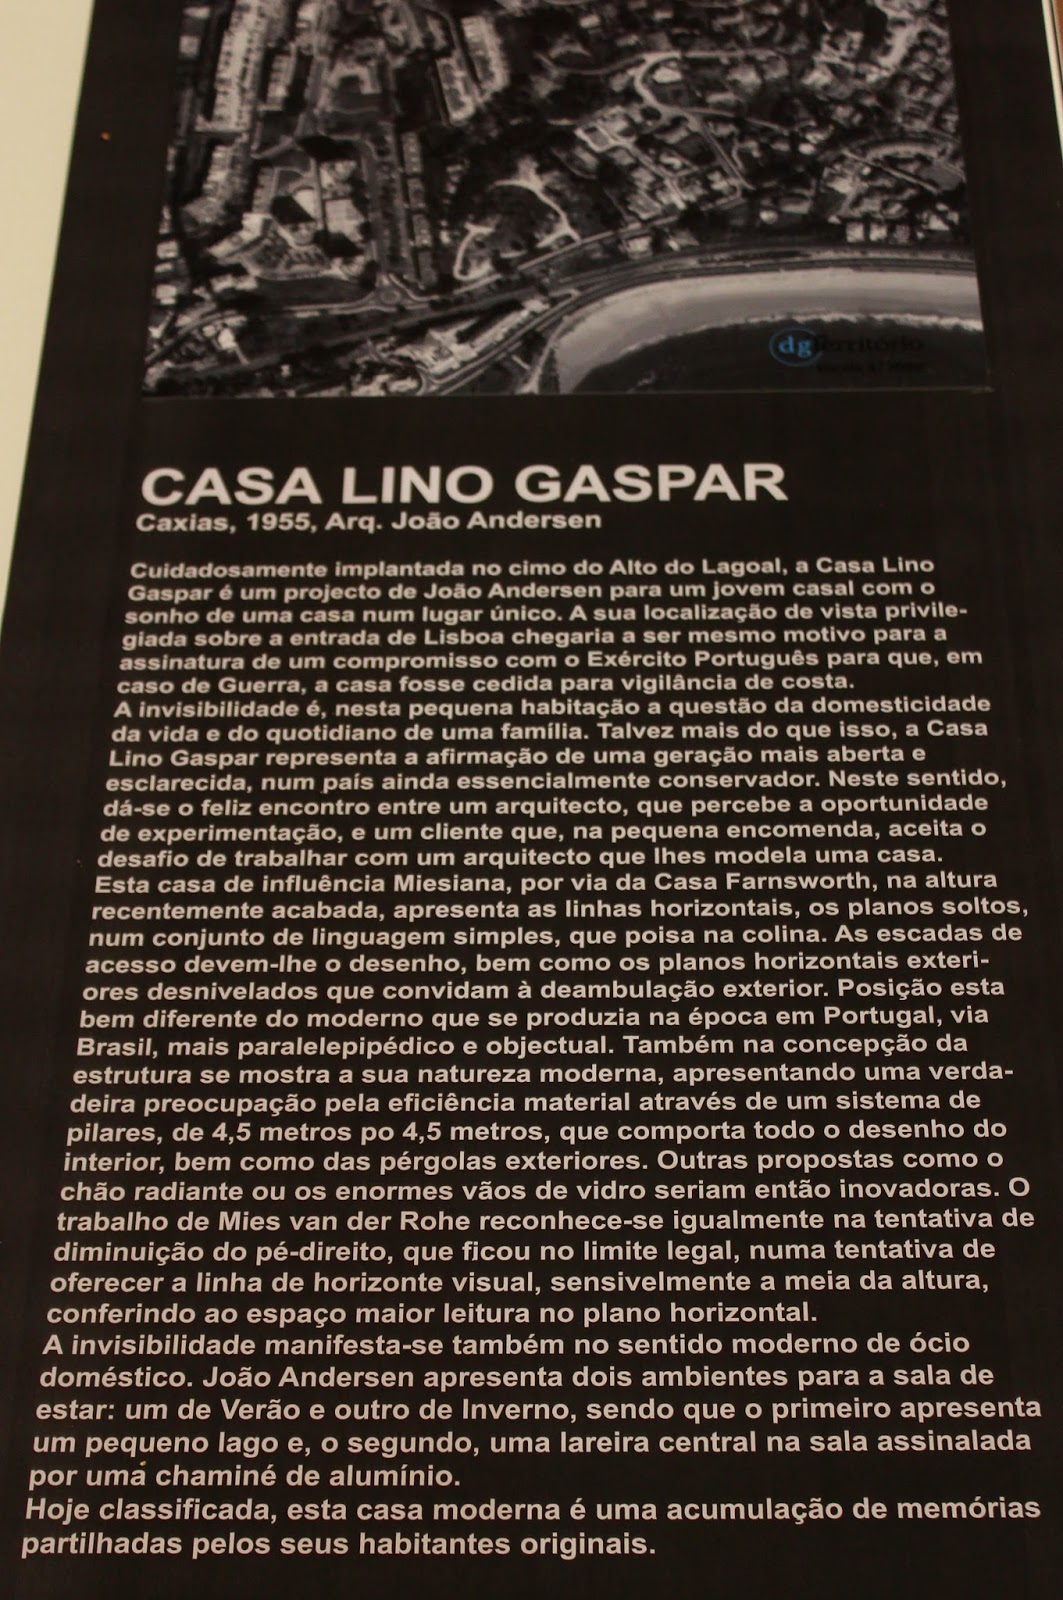 dg território
CASA LINO GASPAR
Caxias, 1955, Arq. João Andersen
Cuidadosamente implantada no cimo do Alto do Lagoal, a Casa Lino
Gaspar é um projecto de João Andersen para um jovem casal com o
sonho de uma casa num lugar único. A sua localização de vista privile-
giada sobre a entrada de Lisboa chegaria a ser mesmo motivo para a
assinatura de um compromisso com o Exército Português para que, em
caso de Guerra, a casa fosse cedida para vigilância de costa.
A invisibilidade é, nesta pequena habitação a questão da domesticidade
da vida e do quotidiano de uma família. Talvez mais do que isso, a Casa
Lino Gaspar representa a afirmação de uma geração mais aberta e
esclarecida, num país ainda essencialmente conservador. Neste sentido,
dá-se o feliz encontro entre um arquitecto, que percebe a oportunidade
de experimentação, e um cliente que, na pequena encomenda, aceita o
desafio de trabalhar com um arquitecto que lhes modela uma casa.
Esta casa de influência Miesiana, por via da Casa Farnsworth, na altura
recentemente acabada, apresenta as linhas horizontais, os planos soltos,
num conjunto de linguagem simples, que poisa na colina. As escadas de
acesso devem-lhe o desenho, bem como os planos horizontais exteri-
ores desnivelados que convidam à deambulação exterior. Posição esta
bem diferente do moderno que se produzia na época em Portugal, via
Brasil, mais paralelepipédico e objectual. Também na concepção da
estrutura se mostra a sua natureza moderna, apresentando uma verda-
deira preocupação pela eficiência material através de um sistema de
pilares, de 4,5 metros po 4,5 metros, que comporta todo o desenho do
interior, bem como das pérgolas exteriores. Outras propostas como o
chão radiante ou os enormes vãos de vidro seriam então inovadoras. O
trabalho de Mies van der Rohe reconhece-se igualmente na tentativa de
diminuição do pé-direito, que ficou no limite legal, numa tentativa de
oferecer a linha de horizonte visual, sensivelmente a meia da altura,
conferindo ao espaço maior leitura no plano horizontal.
A invisibilidade manifesta-se também no sentido moderno de ócio
doméstico. João Andersen apresenta dois ambientes para a sala de
estar: um de Verão e outro de Inverno, sendo que o primeiro apresenta
um pequeno lago e, o segundo, uma lareira central na sala assinalada
por uma chaminé de alumínio.
Hoje classificada, esta casa moderna é uma acumulação de memórias
partilhadas pelos seus habitantes originais.